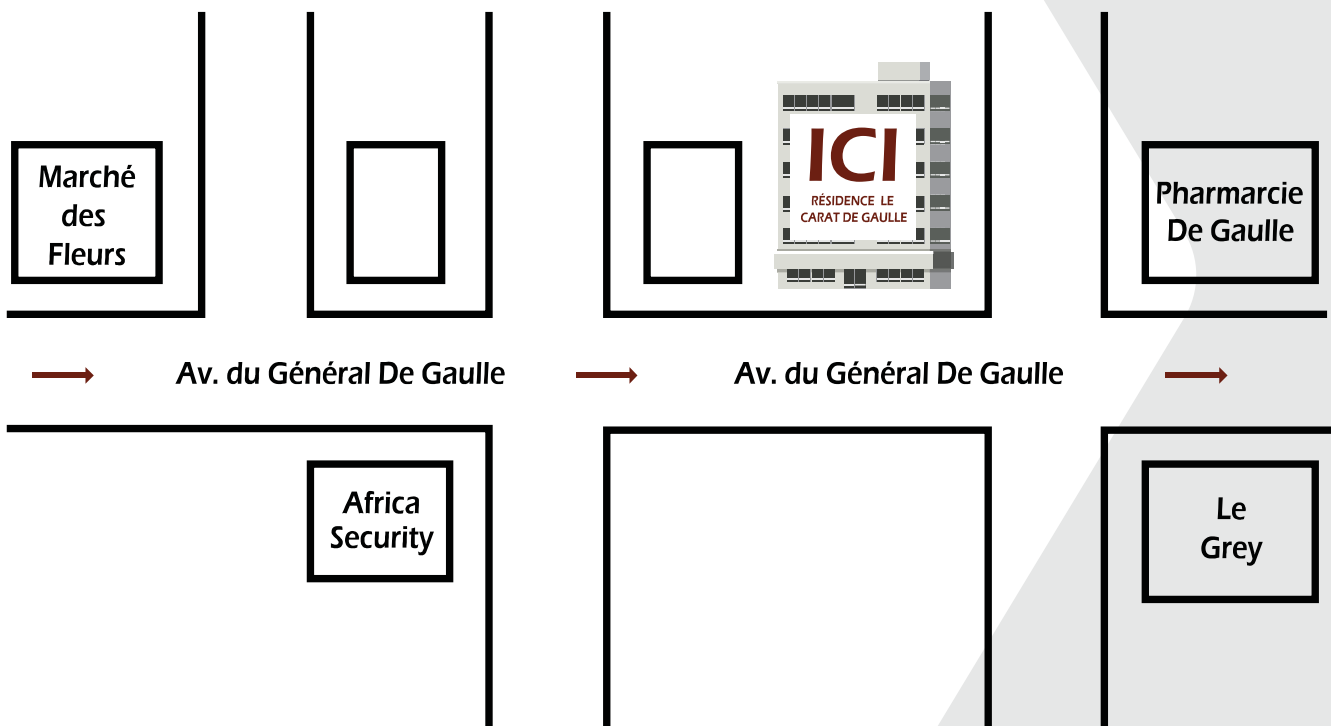 Marché
des
Fleurs
ICI
RÉSIDENCE LE
CARAT DE GAULLE
Pharmarcie
De Gaulle
Av. du Général De Gaulle
Av. du Général De Gaulle
Africa
Security
Le
Grey